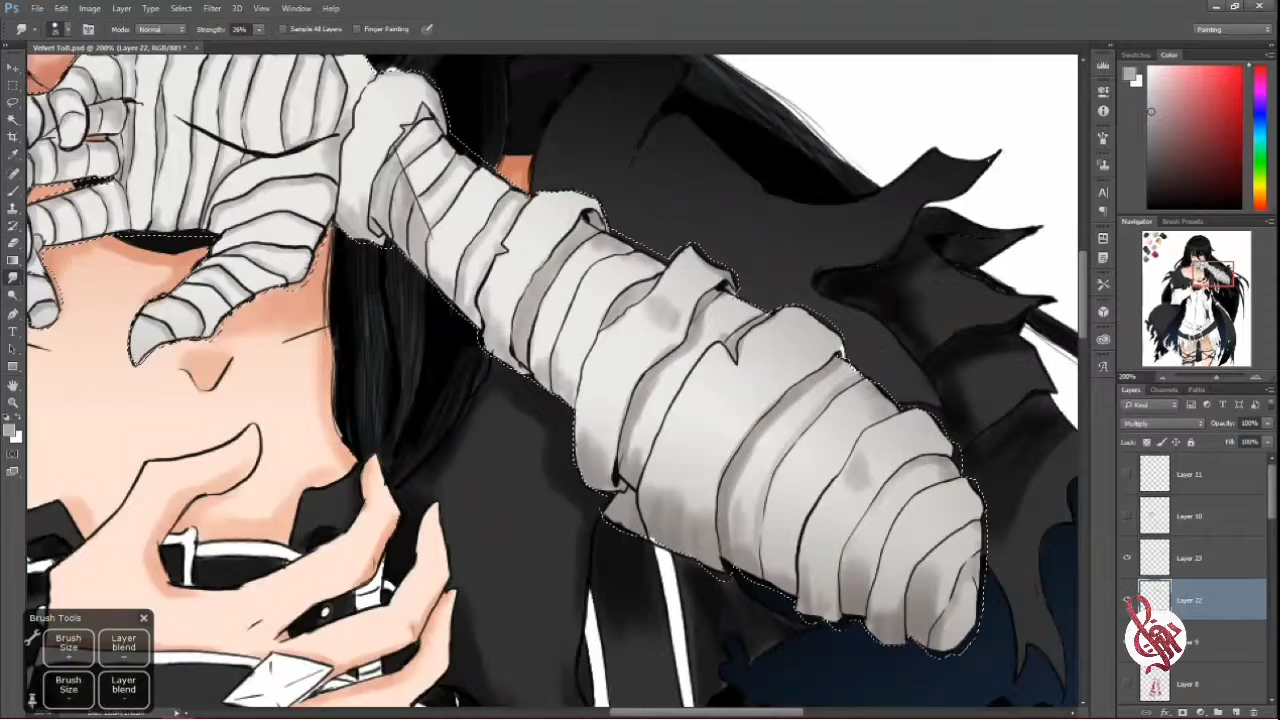 Ps File Edit Image Layer Type Select Filter 3D View Window Help
Mode: Normal Strength: 26% Sample All Layers Finger Painting
Painting
Velvet
@ 200% (Layer 22, RGB/8#) *
Swatches Color
Navigator Brush Presets
200%
Layers Channels Paths
Kind
Multiply Opacity: 100%
Lock: Fill: 100%
Layer 11
Layer 10
Layer 23
Layer 22
Layer 8
Brush Tools
Brush Size +
Layer blend +
Brush Size -
Layer blend -